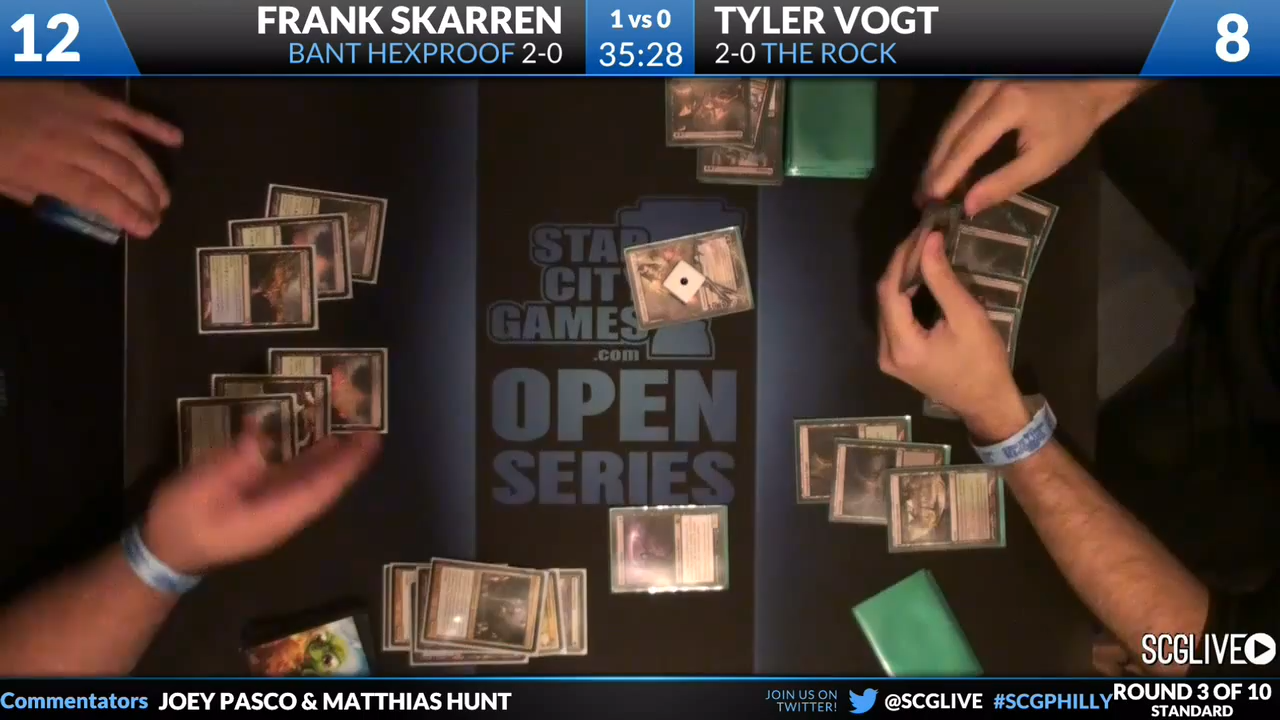 12
FRANK SKARREN
BANT HEXPROOF 2-0
1 vs 0
35:28
TYLER VOGT
2-0 THE ROCK
8
STAR
CITY
GAMES
.com
OPEN
SERIES
SCGLIVE
Commentators JOEY PASCO & MATTHIAS HUNT
JOIN US ON
TWITTER!
@SCGLIVE #SCGPHILLY
ROUND 3 OF 10
STANDARD